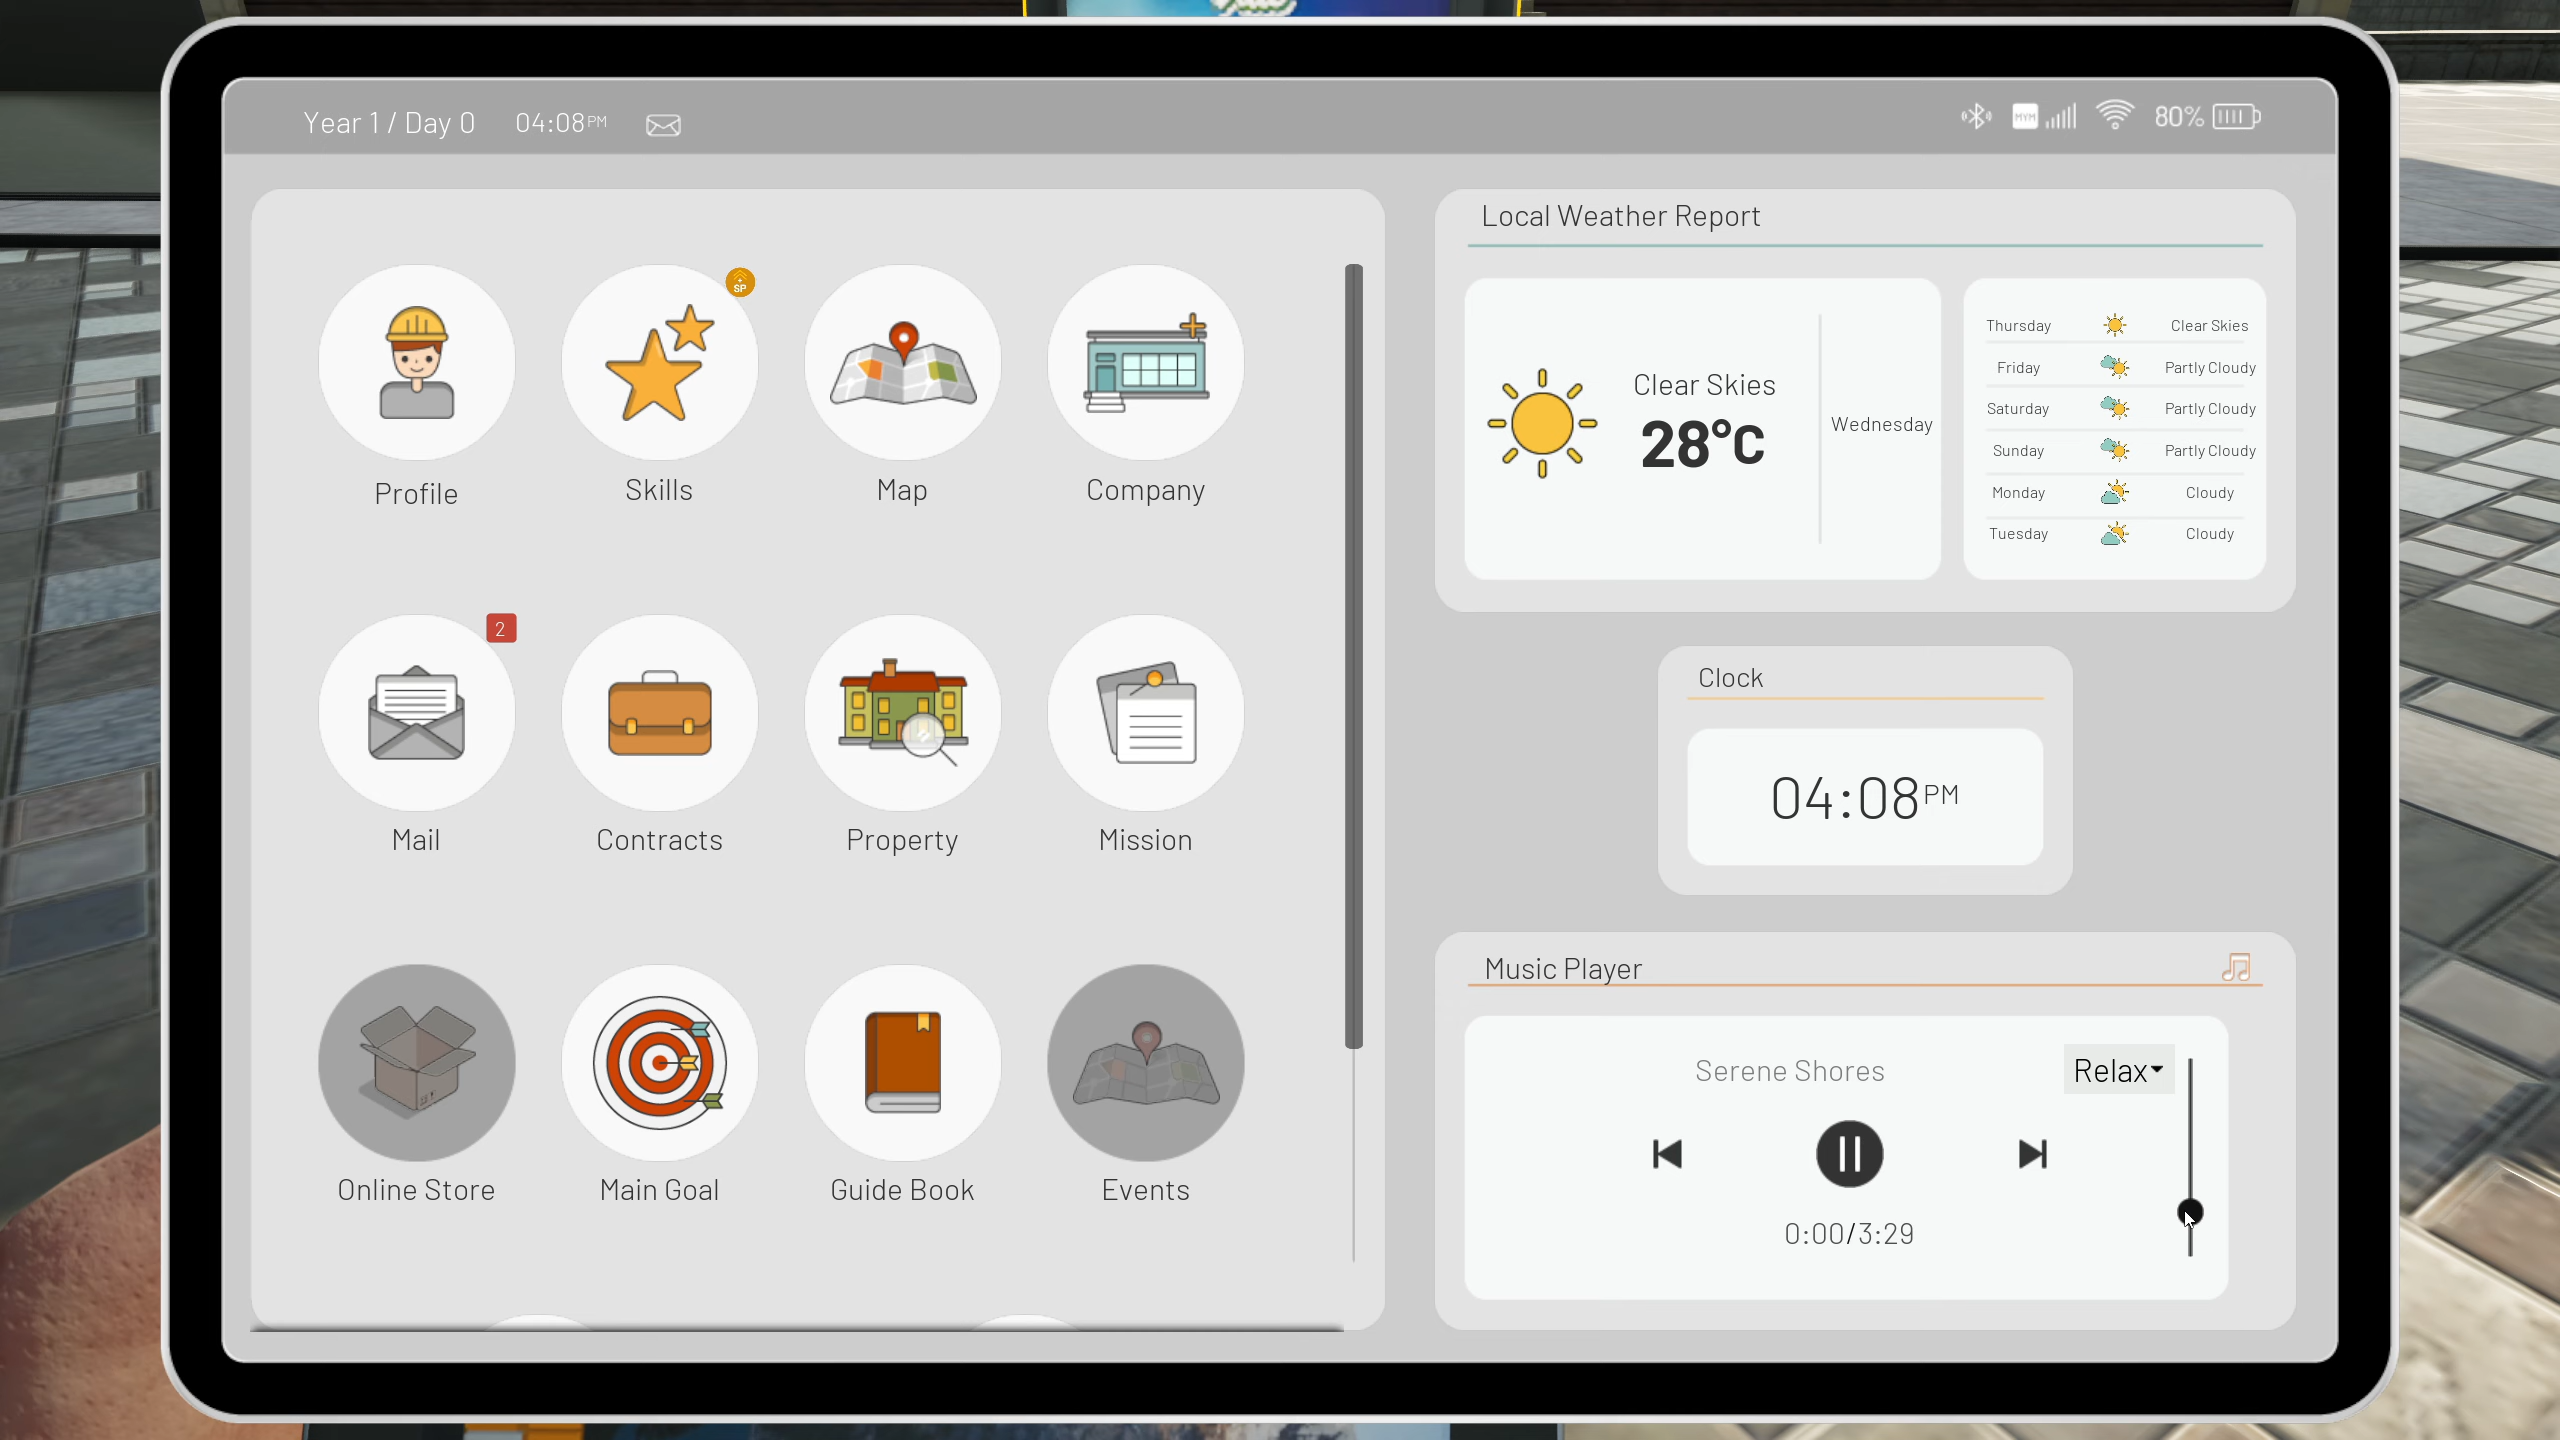 Year 1 / Day 0 04:08PM
MYM 80%
SP
Profile Skills Map Company
2
Mail Contracts Property Mission
Online Store Main Goal Guide Book Events
Local Weather Report
Clear Skies
28°C
Wednesday
Thursday Clear Skies
Friday Partly Cloudy
Saturday Partly Cloudy
Sunday Partly Cloudy
Monday Cloudy
Tuesday Cloudy
Clock
04:08PM
Music Player
Serene Shores
Relax
0:00/3:29